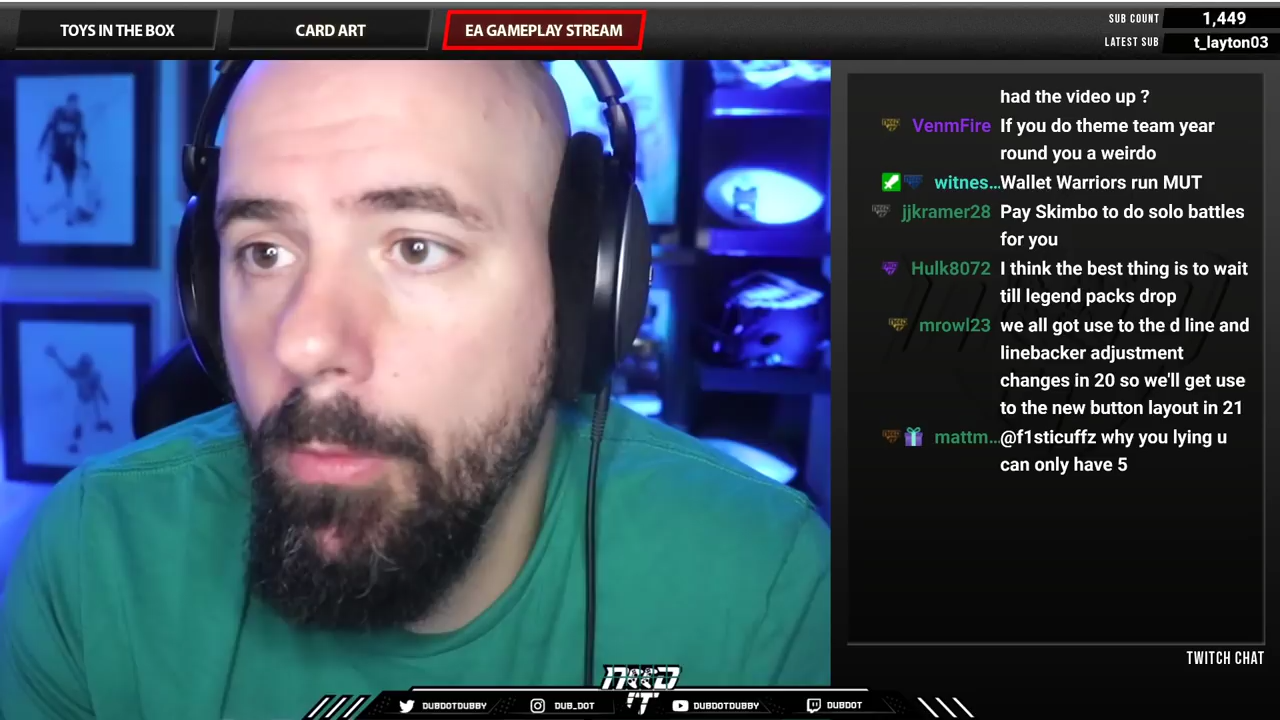 TOYS IN THE BOX
CARD ART
EA GAMEPLAY STREAM
SUB COUNT
1,449
LATEST SUB
t_layton03
had the video up ?
VenmFire If you do theme team year
round you a weirdo
witnes... Wallet Warriors run MUT
jjkramer28 Pay Skimbo to do solo battles
for you
Hulk8072 I think the best thing is to wait
till legend packs drop
mrowl23 we all got use to the d line and
linebacker adjustment
changes in 20 so we'll get use
to the new button layout in 21
mattm... @f1sticuffz why you lying u
can only have 5
TWITCH CHAT
DUBDOTDUBBY
DUB_DOT
DUBDOTDUBBY
DUBDOT